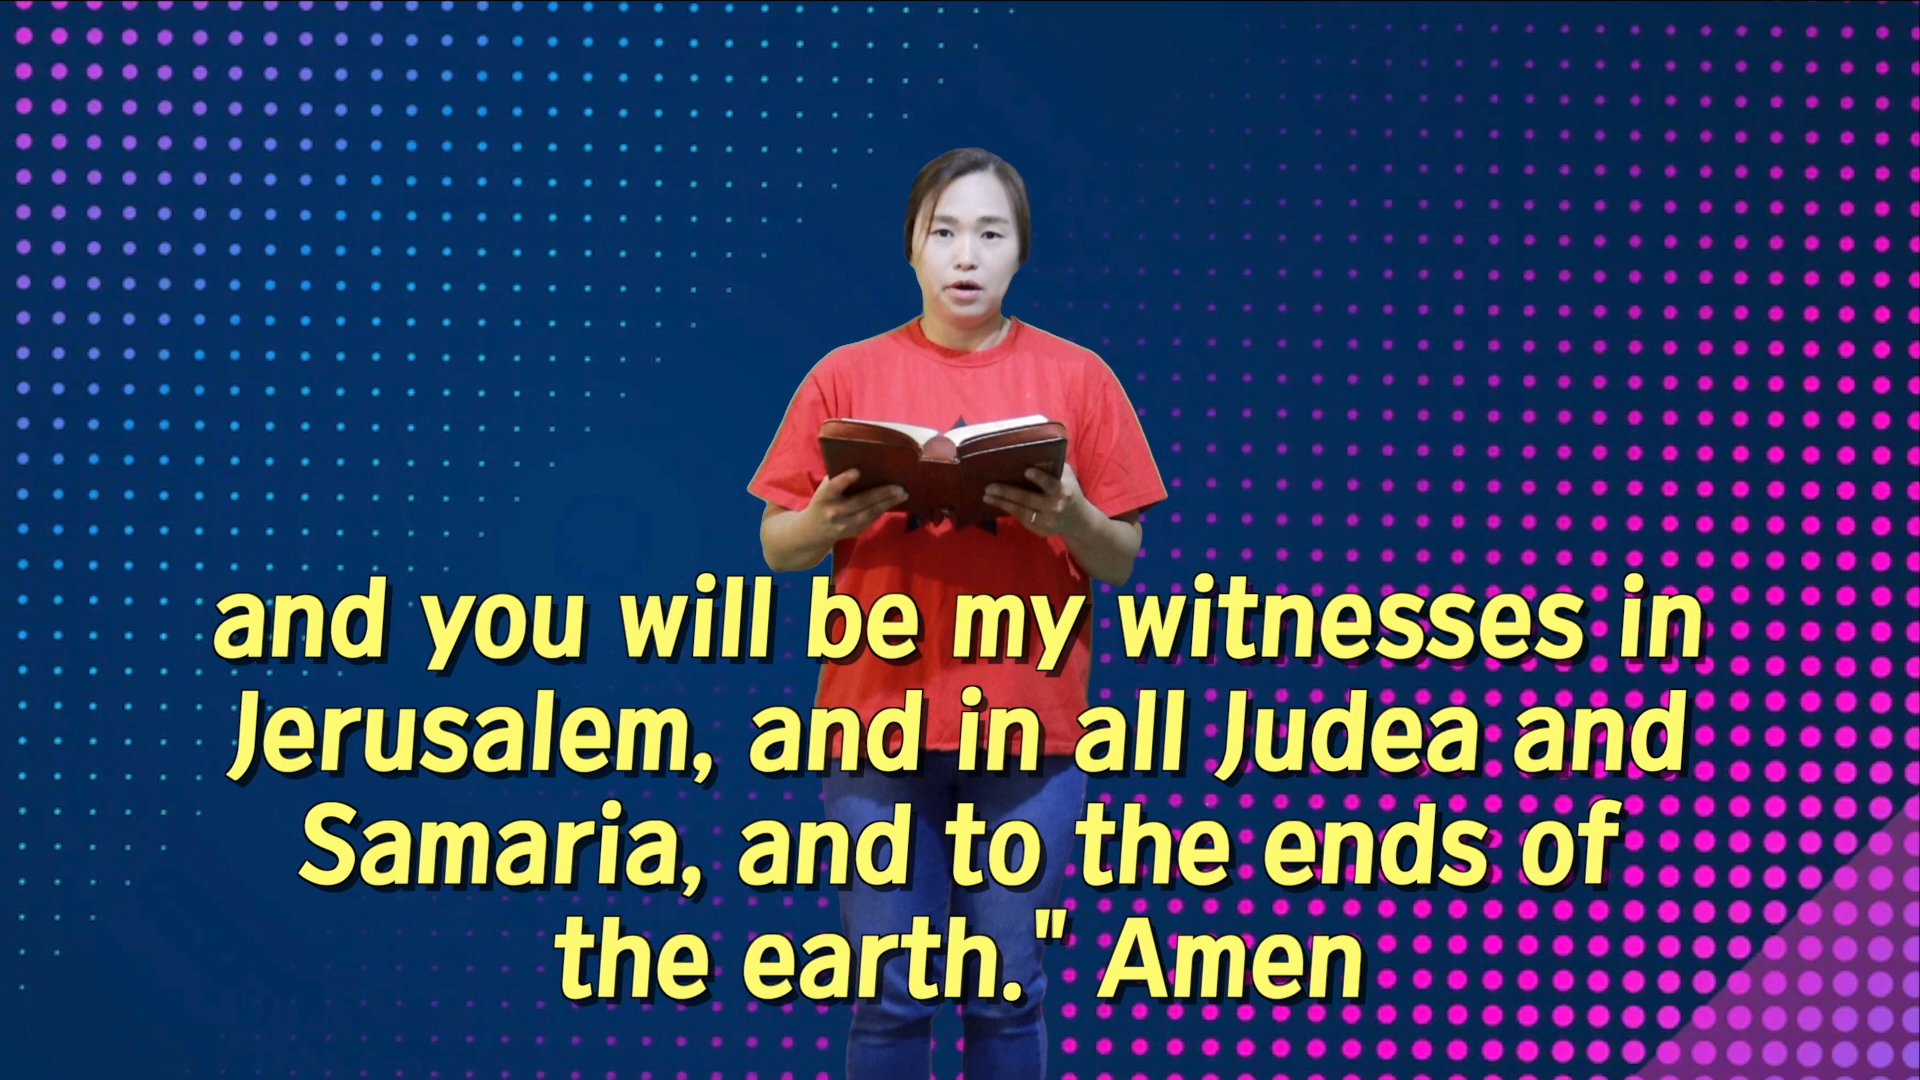 and you will be my witnesses in
Jerusalem, and in all Judea and
Samaria, and to the ends of
the earth." Amen